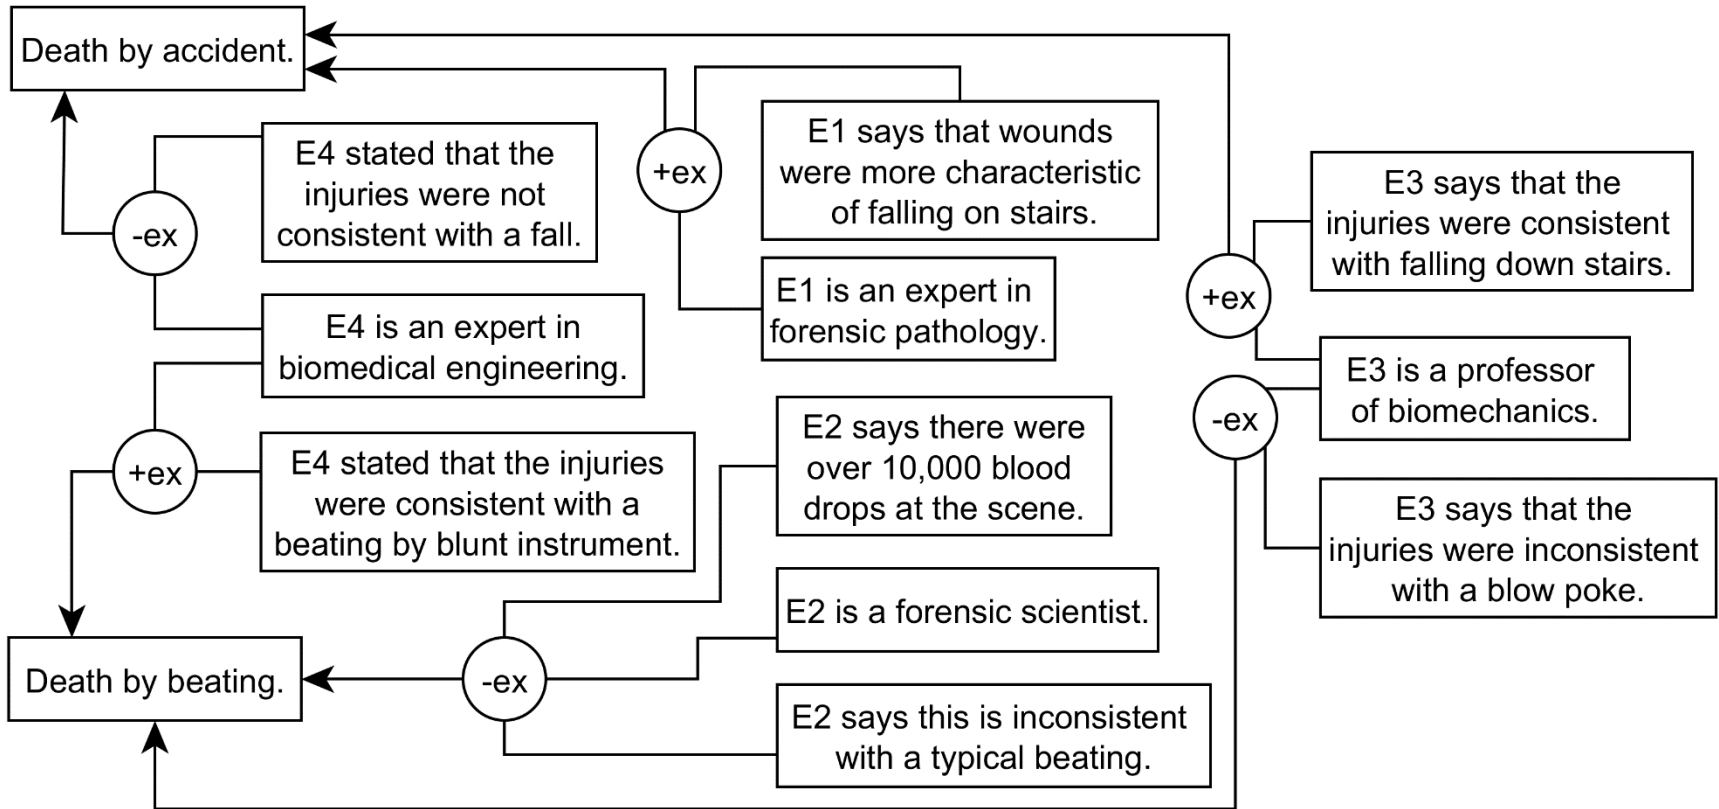 Death by accident.
E4 stated that the
injuries were not
consistent with a fall.
-ex
E4 is an expert in
biomedical engineering.
+ex
E4 stated that the injuries
were consistent with a
beating by blunt instrument.
Death by beating.
+ex
E1 says that wounds
were more characteristic
of falling on stairs.
E1 is an expert in
forensic pathology.
E2 says there were
over 10,000 blood
drops at the scene.
E2 is a forensic scientist.
-ex
E2 says this is inconsistent
with a typical beating.
E3 says that the
injuries were consistent
with falling down stairs.
+ex
E3 is a professor
of biomechanics.
-ex
E3 says that the
injuries were inconsistent
with a blow poke.